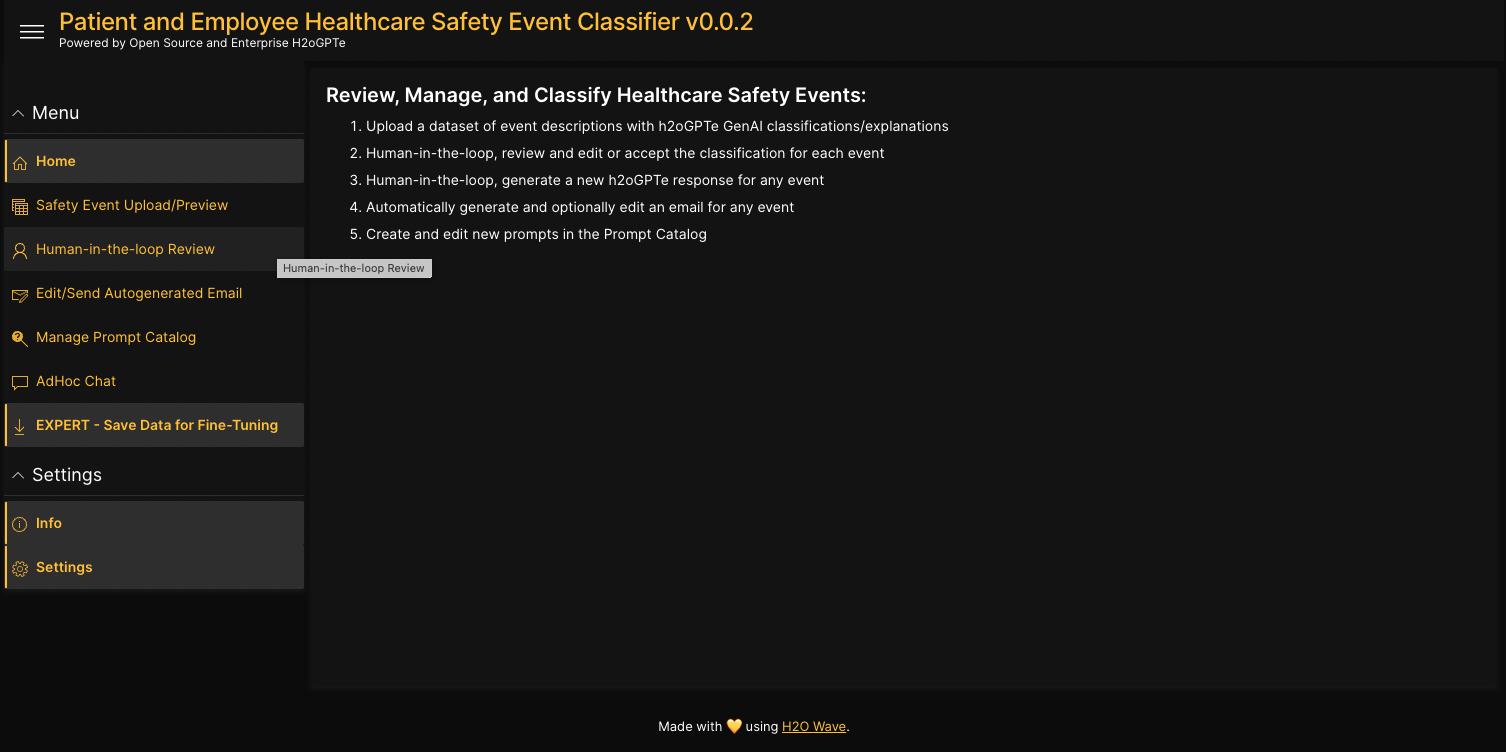 Patient and Employee Healthcare Safety Event Classifier v0.0.2
Powered by Open Source and Enterprise H2oGPTe
Menu
Home
Safety Event Upload/Preview
Human-in-the-loop Review
Human-in-the-loop Review
Edit/Send Autogenerated Email
Manage Prompt Catalog
AdHoc Chat
EXPERT - Save Data for Fine-Tuning
Settings
Info
Settings
Review, Manage, and Classify Healthcare Safety Events:
1. Upload a dataset of event descriptions with h2oGPTe GenAI classifications/explanations
2. Human-in-the-loop, review and edit or accept the classification for each event
3. Human-in-the-loop, generate a new h2oGPTe response for any event
4. Automatically generate and optionally edit an email for any event
5. Create and edit new prompts in the Prompt Catalog
Made with 💛 using H2O Wave.